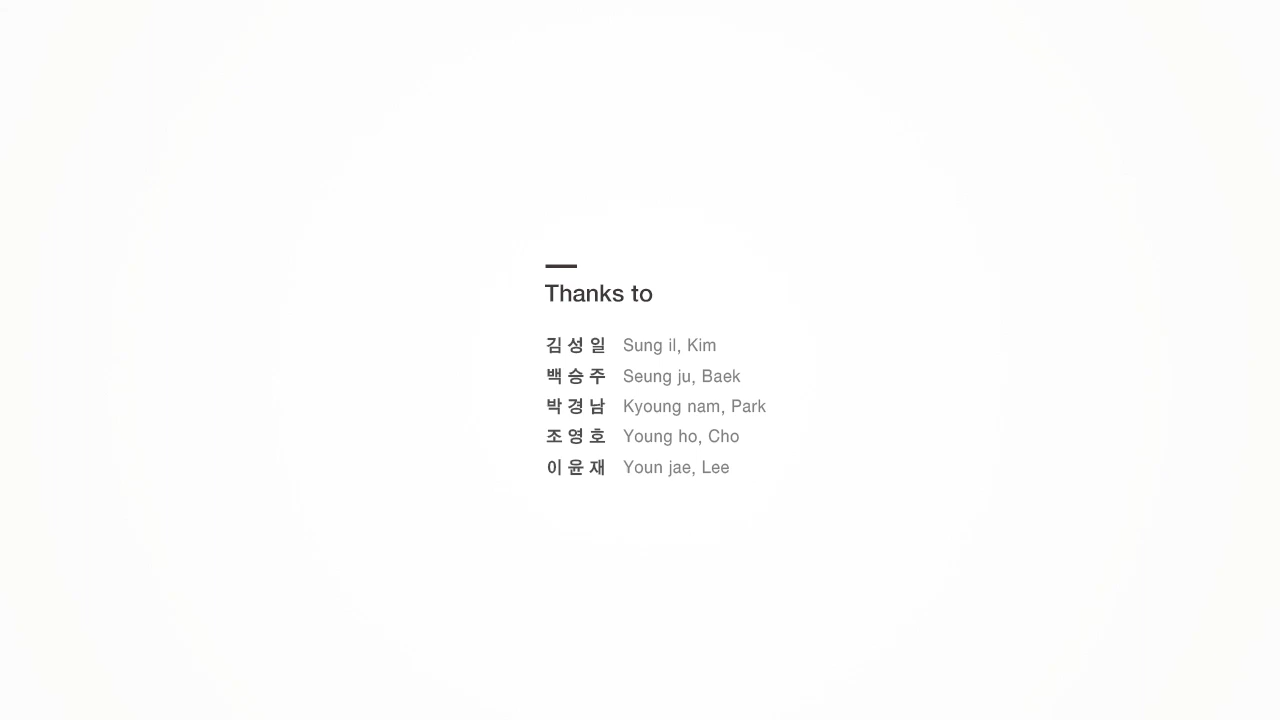 Thanks to
김 성 일 Sung il, Kim
백 승 주 Seung ju, Baek
박 경 남 Kyoung nam, Park
조 영 호 Young ho, Cho
이 윤 재 Youn jae, Lee